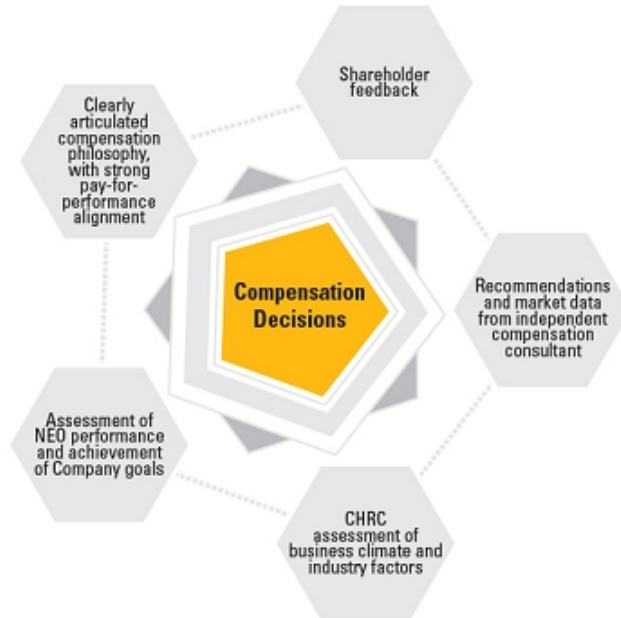 Shareholder
feedback
Clearly
articulated
compensation
philosophy,
with strong
pay-for-
performance
alignment
Compensation
Decisions
Recommendations
and market data
from independent
compensation
consultant
Assessment of
NEO performance
and achievement
of Company goals
CHRC
assessment of
business climate and
industry factors